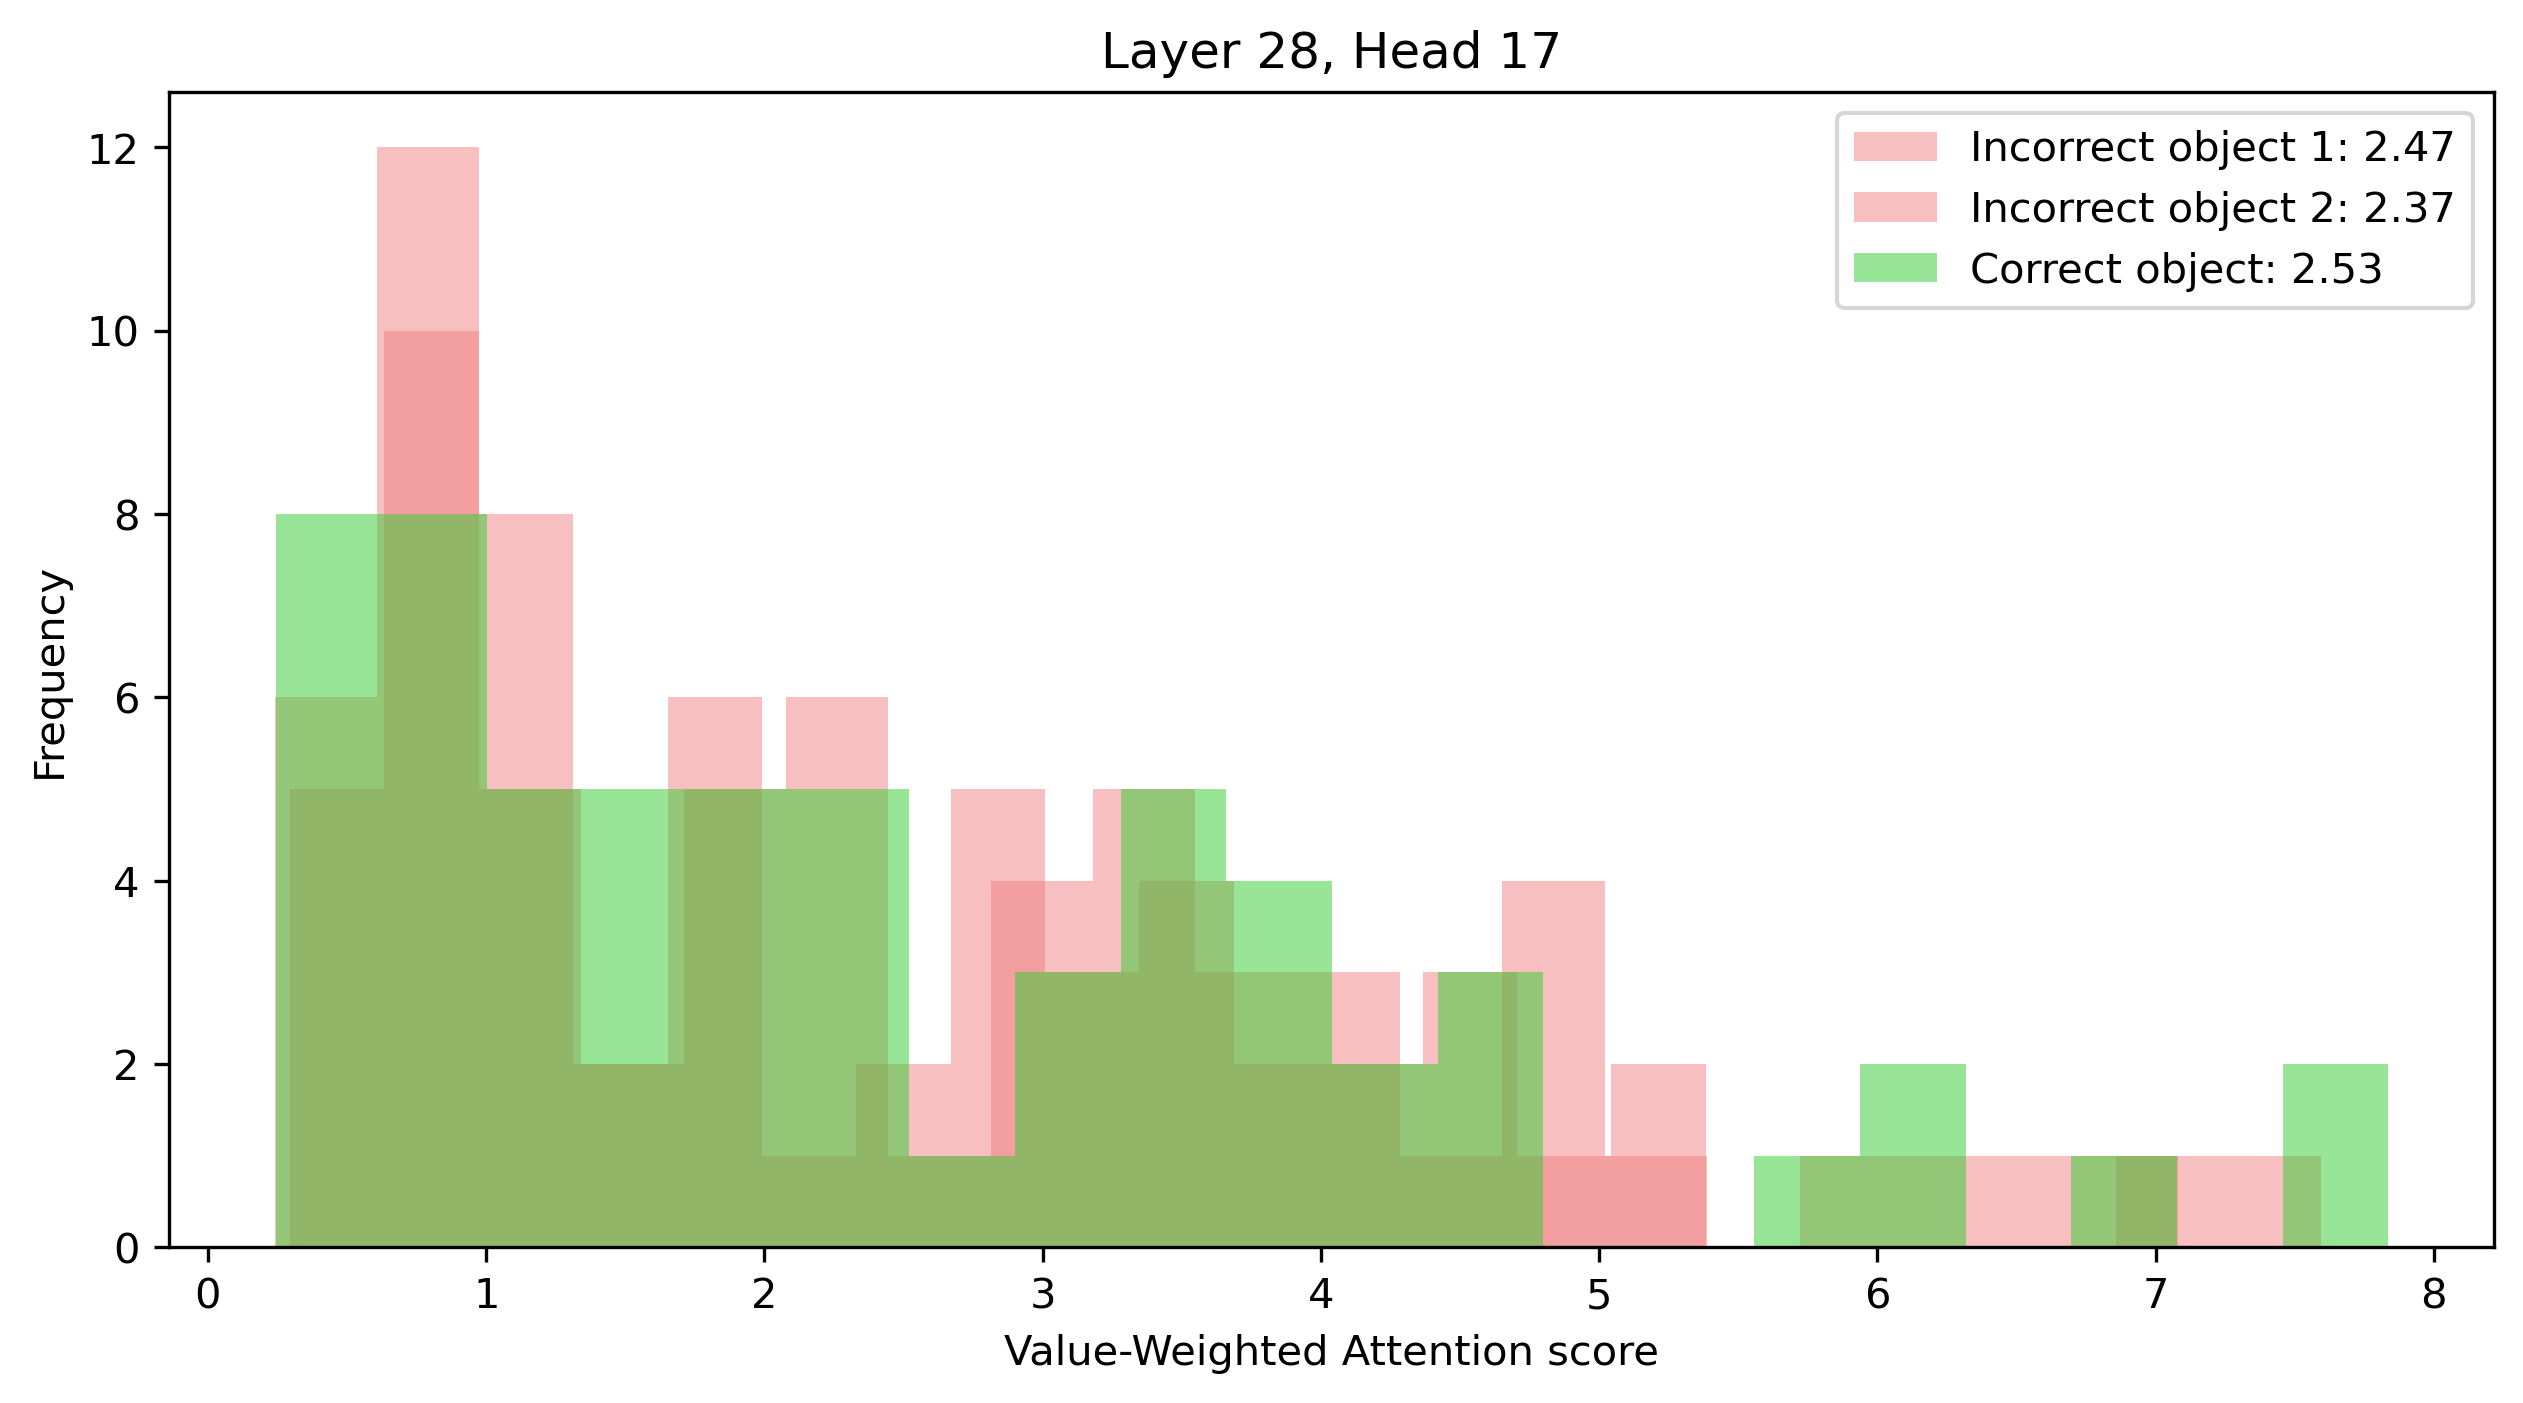 Layer 28, Head 17
Incorrect object 1: 2.47
Incorrect object 2: 2.37
Correct object: 2.53
Frequency
12
10
8
6
4
2
0
0 1 2 3 4 5 6 7 8
Value-Weighted Attention score